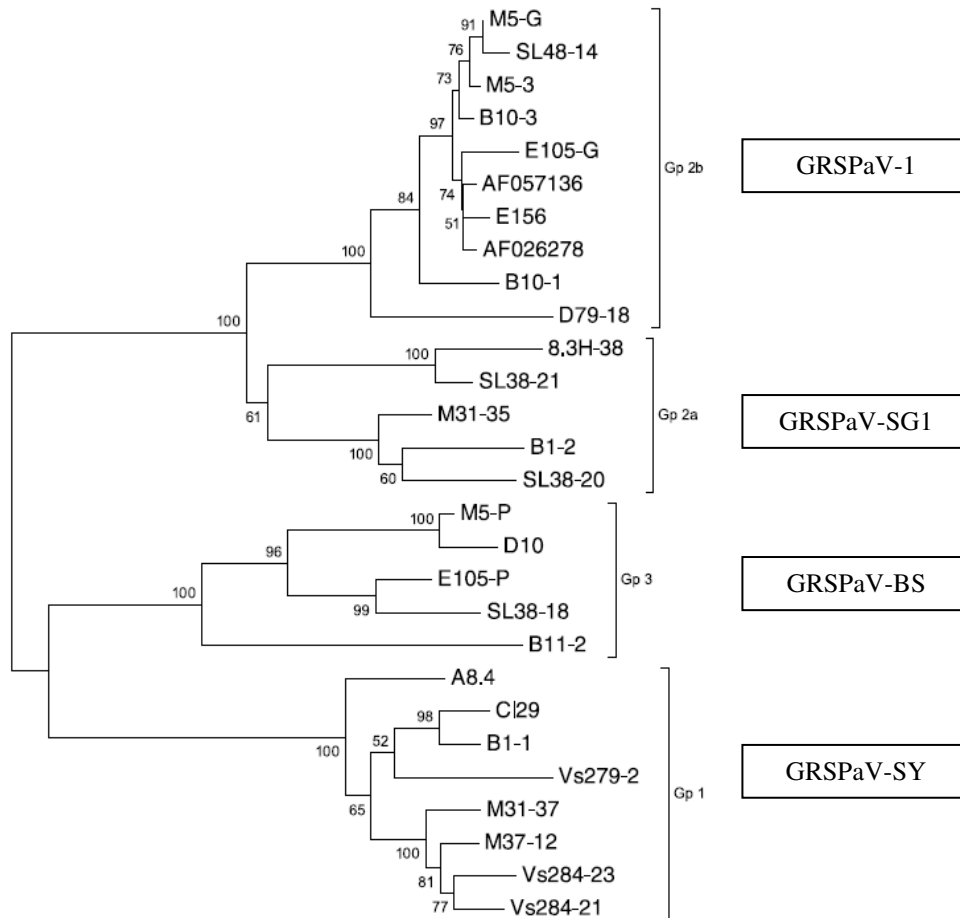 M5-G
91
SL48-14
76
M5-3
73
B10-3
97
E105-G
Gp 2b
GRSPaV-1
AF057136
74
84
E156
51
AF026278
100
B10-1
D79-18
100
8,3H-38
100
SL38-21
61
M31-35
Gp 2a
GRSPaV-SG1
100
B1-2
60
SL38-20
M5-P
100
D10
96
E105-P
Gp 3
GRSPaV-BS
100
99
SL38-18
B11-2
A8.4
Cl29
98
B1-1
52
100
Vs279-2
Gp 1
GRSPaV-SY
65
M31-37
M37-12
100
Vs284-23
81
77
Vs284-21